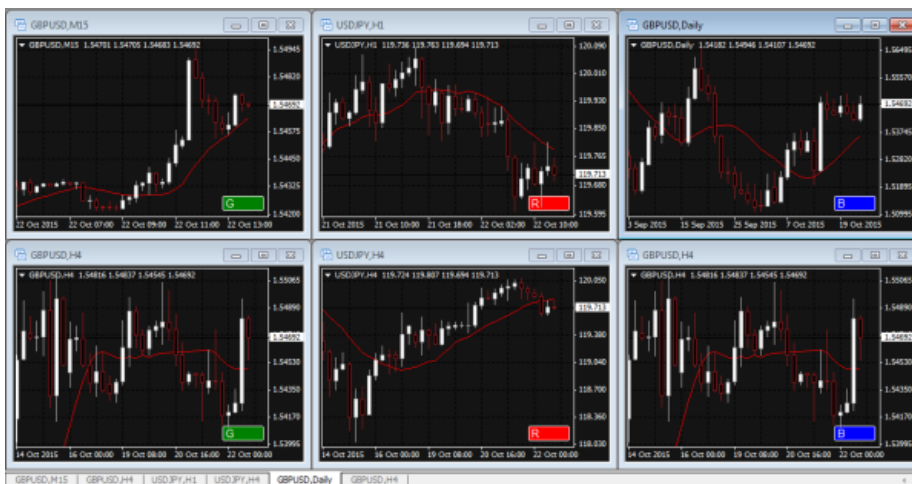 GBPUSD,M15
GBPUSD,M15 1.54701 1.54705 1.54683 1.54692
1.54945
1.54820
1.54692
1.54575
1.54450
1.54325
1.54200
G
22 Oct 2015 22 Oct 07:00 22 Oct 09:00 22 Oct 11:00 22 Oct 13:00
USDJPY,H1
USDJPY,H1 119.736 119.763 119.694 119.713
120.090
120.010
119.930
119.850
119.765
119.713
119.680
119.595
R
21 Oct 2015 21 Oct 10:00 21 Oct 18:00 22 Oct 02:00 22 Oct 10:00
GBPUSD,Daily
GBPUSD,Daily 1.54182 1.54946 1.54107 1.54692
1.56495
1.55570
1.54692
1.53745
1.52820
1.51895
1.50995
B
3 Sep 2015 15 Sep 2015 25 Sep 2015 7 Oct 2015 19 Oct 2015
GBPUSD,H4
GBPUSD,H4 1.54816 1.54837 1.54545 1.54692
1.55065
1.54890
1.54692
1.54530
1.54350
1.54170
1.53995
G
14 Oct 2015 16 Oct 00:00 19 Oct 08:00 20 Oct 16:00 22 Oct 00:00
USDJPY,H4
USDJPY,H4 119.724 119.807 119.694 119.713
120.050
119.713
119.380
119.040
118.700
118.360
118.030
R
14 Oct 2015 16 Oct 00:00 19 Oct 08:00 20 Oct 16:00 22 Oct 00:00
GBPUSD,H4
GBPUSD,H4 1.54816 1.54837 1.54545 1.54692
1.55065
1.54890
1.54692
1.54530
1.54350
1.54170
1.53995
B
14 Oct 2015 16 Oct 00:00 19 Oct 08:00 20 Oct 16:00 22 Oct 00:00
GBPUSD,M15 GBPUSD,H4 USDJPY,H1 USDJPY,H4 GBPUSD,Daily GBPUSD,H4